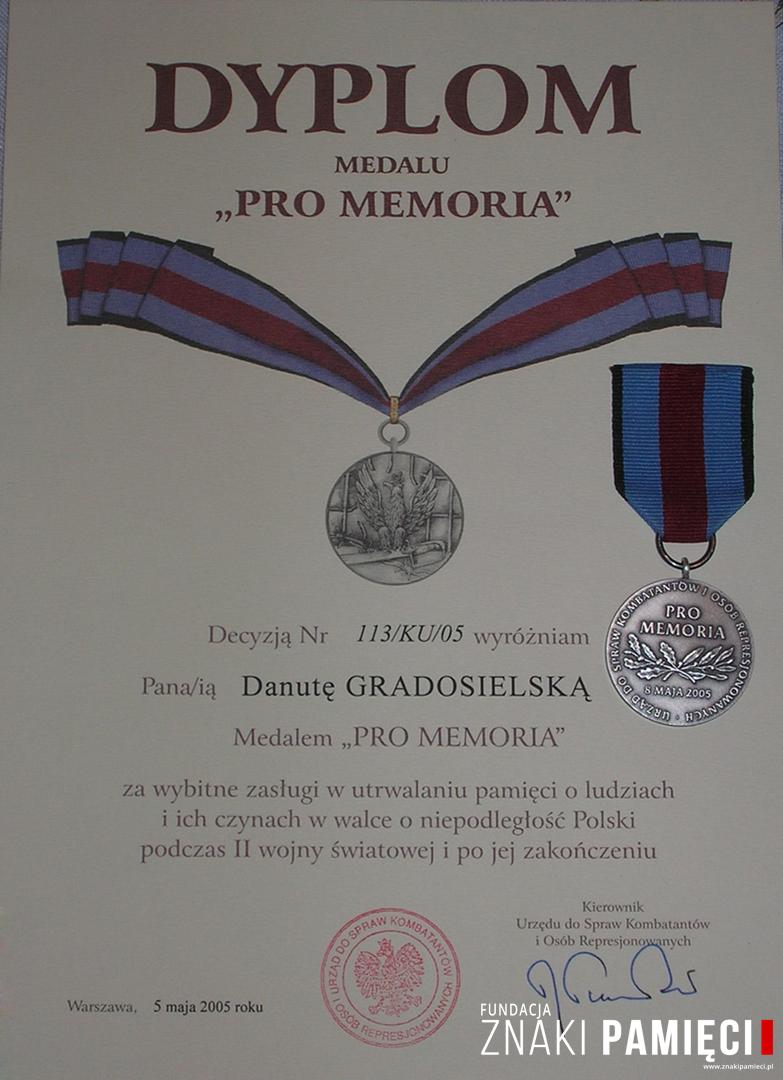 DYPLOM
MEDALU
„PRO MEMORIA”
URZĄD DO SPRAW KOMBATANTÓW I OSÓB REPRESJONOWANYCH
PRO
MEMORIA
8 MAJA 2005
Decyzją Nr 113/KU/05 wyróżniam
Pana/ią Danutę GRADOSIELSKĄ
Medalem „PRO MEMORIA”
za wybitne zasługi w utrwalaniu pamięci o ludziach
i ich czynach w walce o niepodległość Polski
podczas II wojny światowej i po jej zakończeniu
Kierownik
Urzędu do Spraw Kombatantów
i Osób Represjonowanych
URZĄD DO SPRAW KOMBATANTÓW
I OSÓB REPRESJONOWANYCH
Warszawa, 5 maja 2005 roku
FUNDACJA
ZNAKI PAMIĘCI
www.znakipamieci.pl